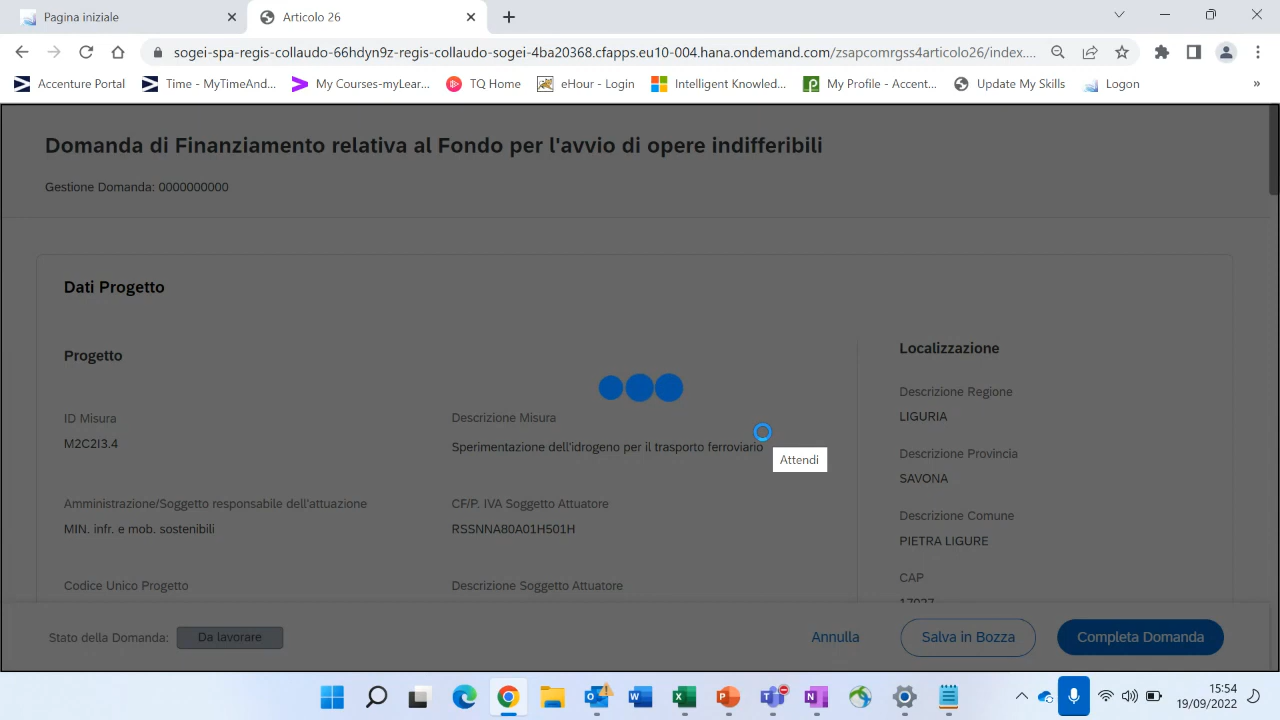 Pagina iniziale
Articolo 26
sogei-spa-regis-collaudo-66hdyn9z-regis-collaudo-sogei-4ba20368.cfapps.eu10-004.hana.ondemand.com/zsapcomrgss4articolo26/index....
Accenture Portal
Time - MyTimeAnd...
My Courses-myLear...
TQ Home
eHour - Login
Intelligent Knowled...
My Profile - Accent...
Update My Skills
Logon
»
Domanda di Finanziamento relativa al Fondo per l'avvio di opere indifferibili
Gestione Domanda: 0000000000
Dati Progetto
Progetto
Localizzazione
ID Misura
M2C2I3.4
Descrizione Misura
Sperimentazione dell'idrogeno per il trasporto ferroviario
Attendi
Descrizione Regione
LIGURIA
Descrizione Provincia
SAVONA
Amministrazione/Soggetto responsabile dell'attuazione
MIN. infr. e mob. sostenibili
CF/P. IVA Soggetto Attuatore
RSSNNA80A01H501H
Descrizione Comune
PIETRA LIGURE
Codice Unico Progetto
Descrizione Soggetto Attuatore
CAP
17027
Stato della Domanda:
Da lavorare
Annulla
Salva in Bozza
Completa Domanda
15:54
19/09/2022